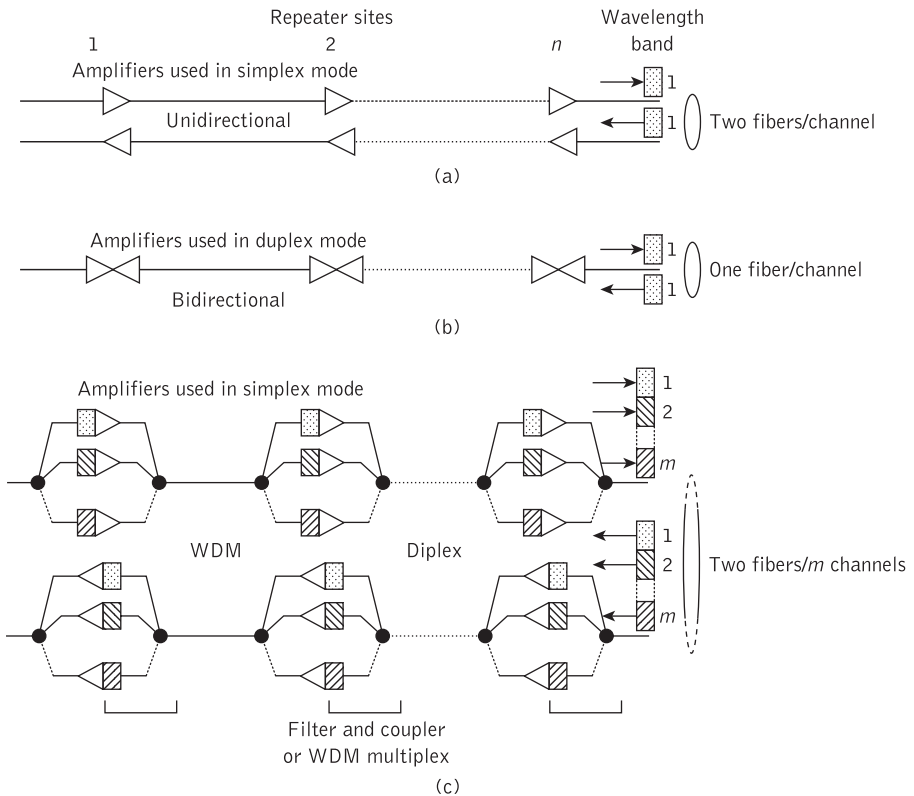 Repeater sites
Wavelength
band
1
2
n
Amplifiers used in simplex mode
1
Unidirectional
1
Two fibers/channel
(a)
Amplifiers used in duplex mode
1
One fiber/channel
Bidirectional
1
(b)
Amplifiers used in simplex mode
1
2
m
WDM
Diplex
1
2
Two fibers/m channels
m
Filter and coupler
or WDM multiplex
(c)